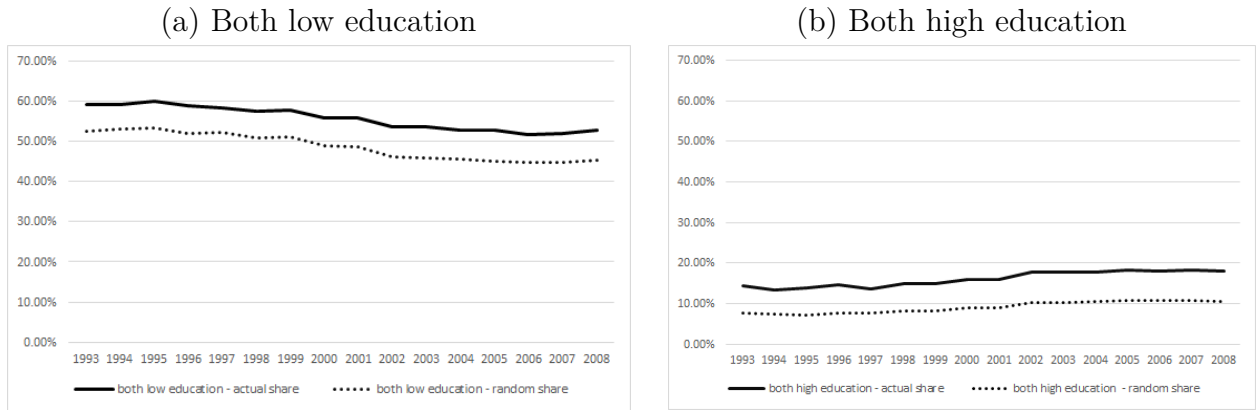 (a) Both low education
70.00%
60.00%
50.00%
40.00%
30.00%
20.00%
10.00%
0.00%
1993 1994 1995 1996 1997 1998 1999 2000 2001 2002 2003 2004 2005 2006 2007 2008
both low education - actual share both low education - random share
(b) Both high education
70.00%
60.00%
50.00%
40.00%
30.00%
20.00%
10.00%
0.00%
1993 1994 1995 1996 1997 1998 1999 2000 2001 2002 2003 2004 2005 2006 2007 2008
both high education - actual share both high education - random share